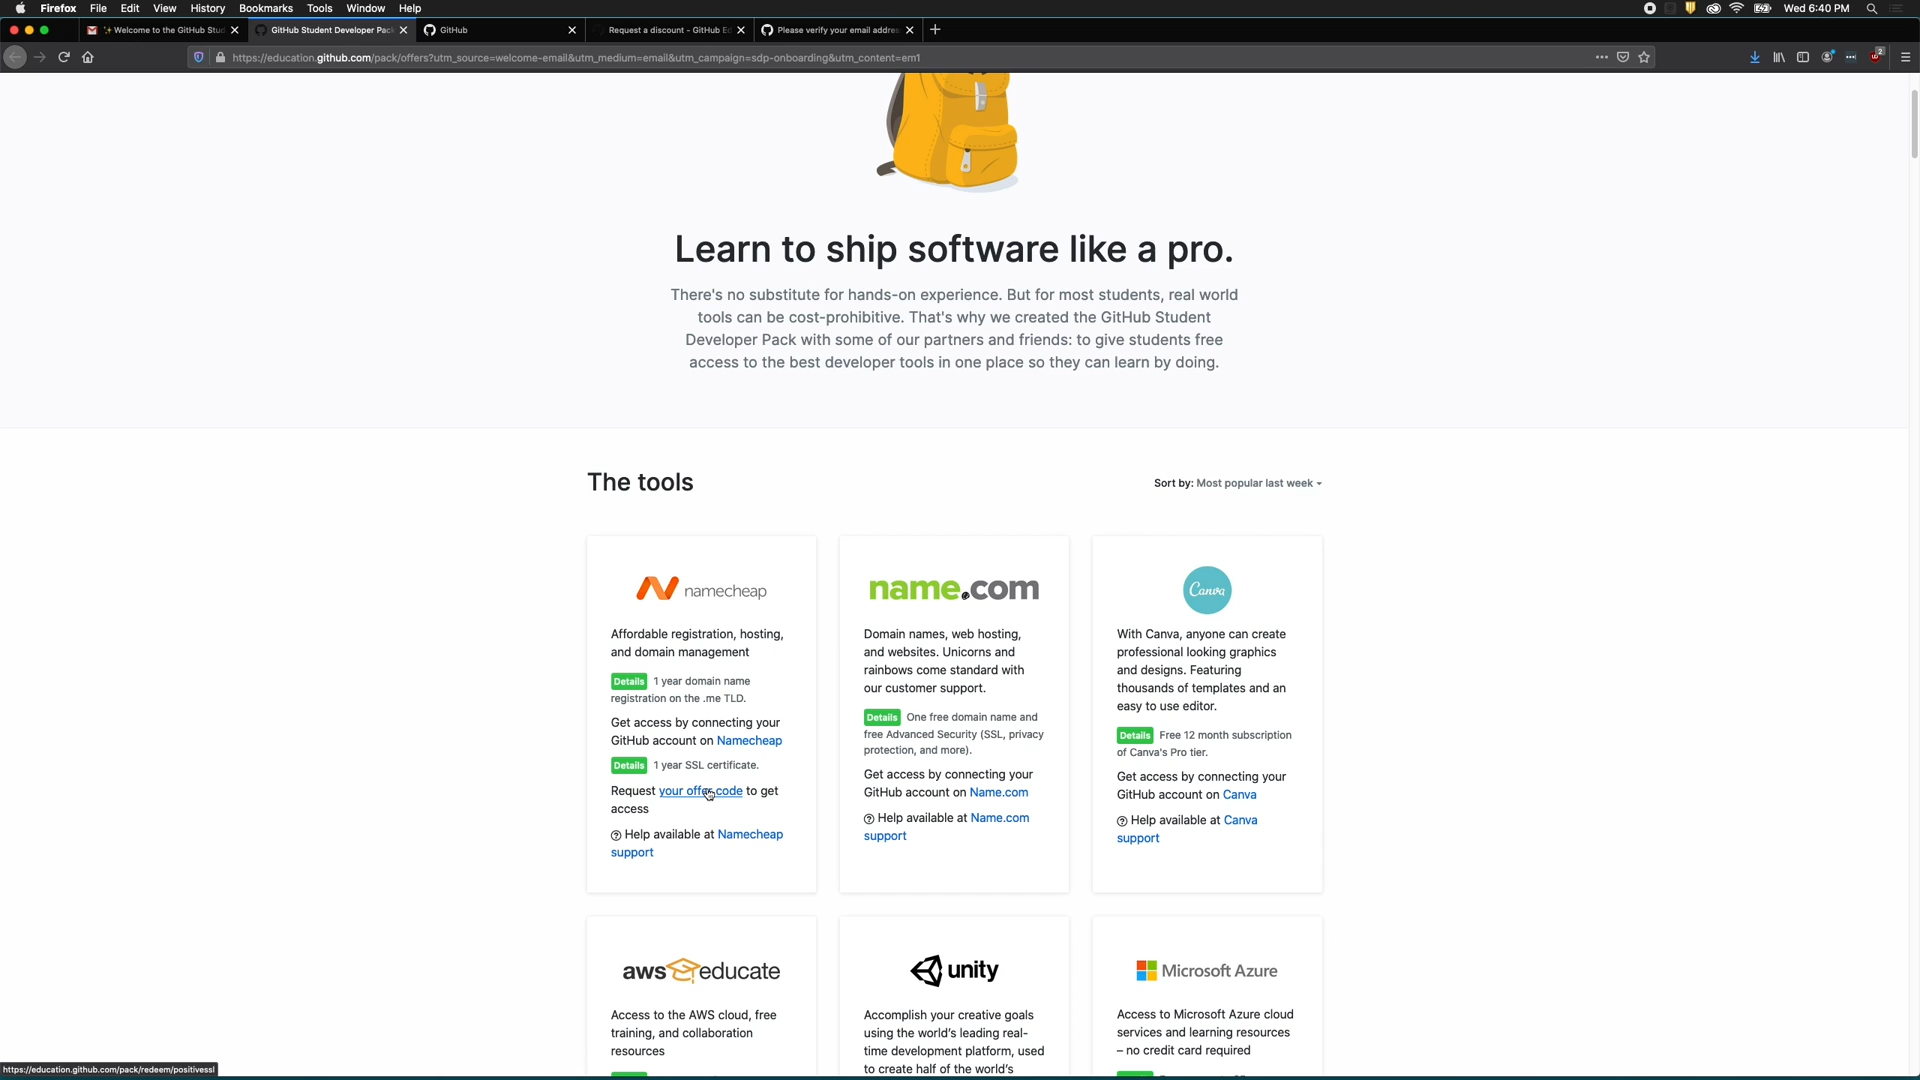 Firefox File Edit View History Bookmarks Tools Window Help Wed 6:40 PM
✨Welcome to the GitHub Stud GitHub Student Developer Pac GitHub Request a discount - GitHub E Please verify your email addres
https://education.github.com/pack/offers?utm_source=welcome-email&utm_medium=email&utm_campaign=sdp-onboarding&utm_content=em1
2
Learn to ship software like a pro.
There's no substitute for hands-on experience. But for most students, real world
tools can be cost-prohibitive. That's why we created the GitHub Student
Developer Pack with some of our partners and friends: to give students free
access to the best developer tools in one place so they can learn by doing.
The tools
Sort by: Most popular last week
namecheap
Affordable registration, hosting,
and domain management
Details 1 year domain name
registration on the .me TLD.
Get access by connecting your
GitHub account on Namecheap
Details 1 year SSL certificate.
Request your offer code to get
access
Help available at Namecheap
support
name.com
Domain names, web hosting,
and websites. Unicorns and
rainbows come standard with
our customer support.
Details One free domain name and
free Advanced Security (SSL, privacy
protection, and more).
Get access by connecting your
GitHub account on Name.com
Help available at Name.com
support
Canva
With Canva, anyone can create
professional looking graphics
and designs. Featuring
thousands of templates and an
easy to use editor.
Details Free 12 month subscription
of Canva's Pro tier.
Get access by connecting your
GitHub account on Canva
Help available at Canva
support
aws educate
Access to the AWS cloud, free
training, and collaboration
resources
unity
Accomplish your creative goals
using the world's leading real-
time development platform, used
to create half of the world's
Microsoft Azure
Access to Microsoft Azure cloud
services and learning resources
– no credit card required
https://education.github.com/pack/redeem/positivessl